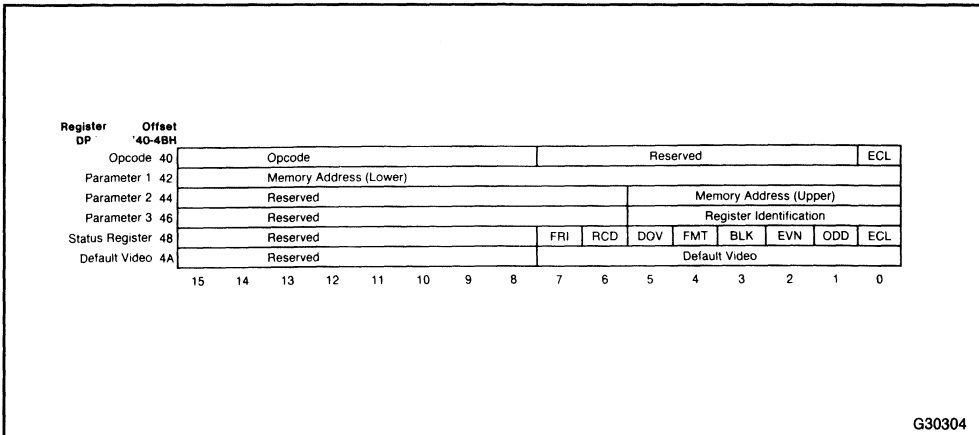 Register Offset
DP '40-4BH
Opcode 40 Opcode Reserved ECL
Parameter 1 42 Memory Address (Lower)
Parameter 2 44 Reserved Memory Address (Upper)
Parameter 3 46 Reserved Register Identification
Status Register 48 Reserved FRI RCD DOV FMT BLK EVN ODD ECL
Default Video 4A Reserved Default Video
15 14 13 12 11 10 9 8 7 6 5 4 3 2 1 0
G30304